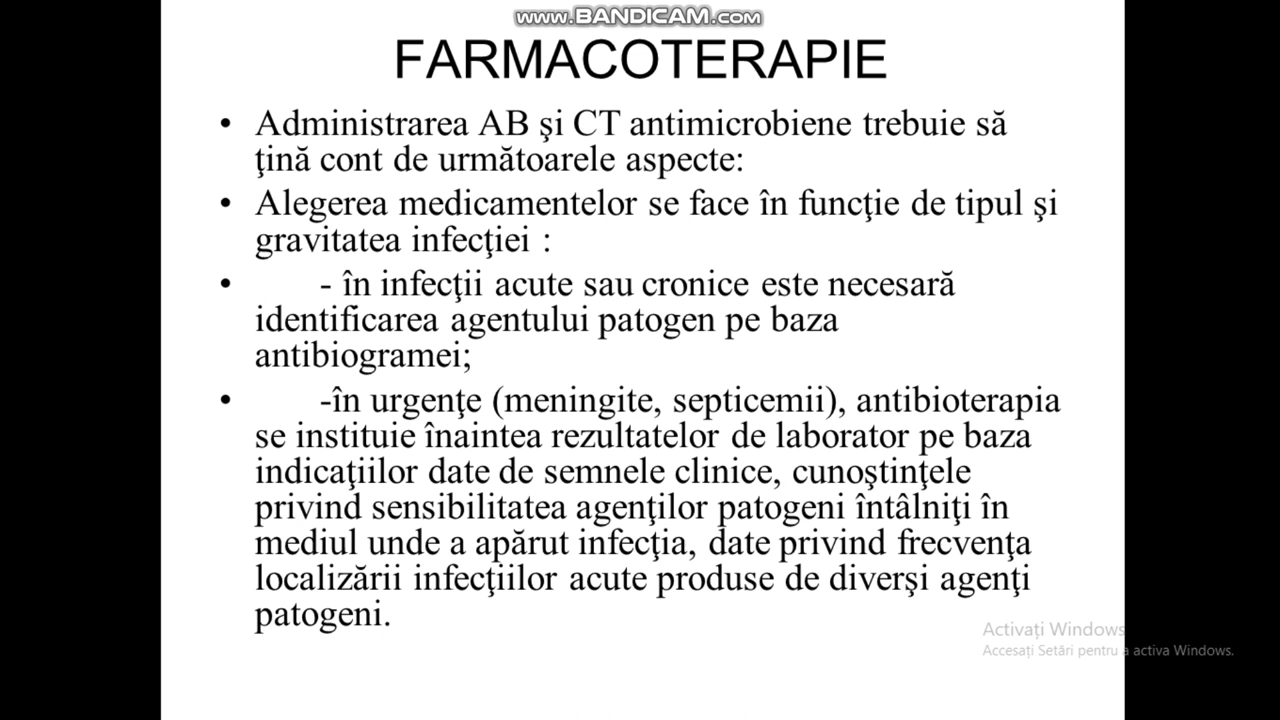 www.BANDICAM.com
FARMACOTERAPIE
• Administrarea AB şi CT antimicrobiene trebuie să
ţină cont de următoarele aspecte:
• Alegerea medicamentelor se face în funcţie de tipul şi
gravitatea infecţiei :
• - în infecţii acute sau cronice este necesară
identificarea agentului patogen pe baza
antibiogramei;
• -în urgenţe (meningite, septicemii), antibioterapia
se instituie înaintea rezultatelor de laborator pe baza
indicaţiilor date de semnele clinice, cunoştinţele
privind sensibilitatea agenţilor patogeni întâlniţi în
mediul unde a apărut infecţia, date privind frecvenţa
localizării infecţiilor acute produse de diverşi agenţi
patogeni.
Activați Windows
Accesați Setări pentru a activa Windows.